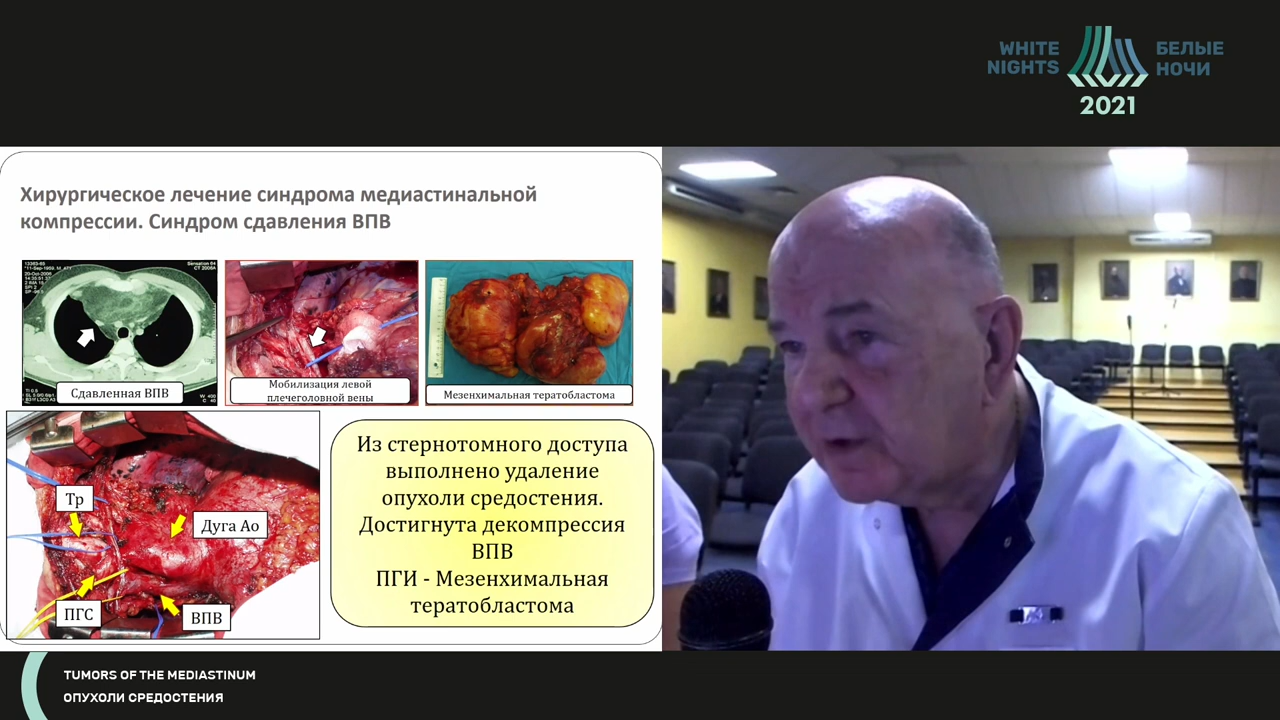 WHITE
NIGHTS
БЕЛЫЕ
НОЧИ
2021
Хирургическое лечение синдрома медиастинальной
компрессии. Синдром сдавления ВПВ
Сдавленная ВПВ
Мобилизация левой
плечеголовной вены
Мезенхимальная тератобластома
Тр
Дуга Ао
ПГС
ВПВ
Из стернотомного доступа
выполнено удаление
опухоли средостения.
Достигнута декомпрессия
ВПВ
ПГИ - Мезенхимальная
тератобластома
TUMORS OF THE MEDIASTINUM
ОПУХОЛИ СРЕДОСТЕНИЯ